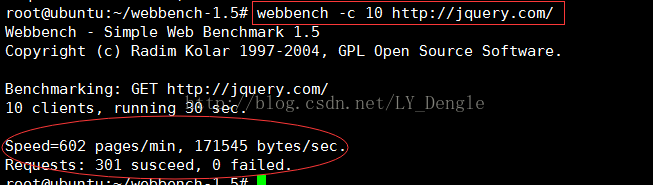 root@ubuntu:~/webbench-1.5# webbench -c 10 http://jquery.com/
Webbench - Simple Web Benchmark 1.5
Copyright (c) Radim Kolar 1997-2004, GPL Open Source Software.
Benchmarking: GET http://jquery.com/
10 clients, running 30 sec.
http://blog.csdn.net/LY_Dengle
Speed=602 pages/min, 171545 bytes/sec.
Requests: 301 susceed, 0 failed.
root@ubuntu:~/webbench-1.5#